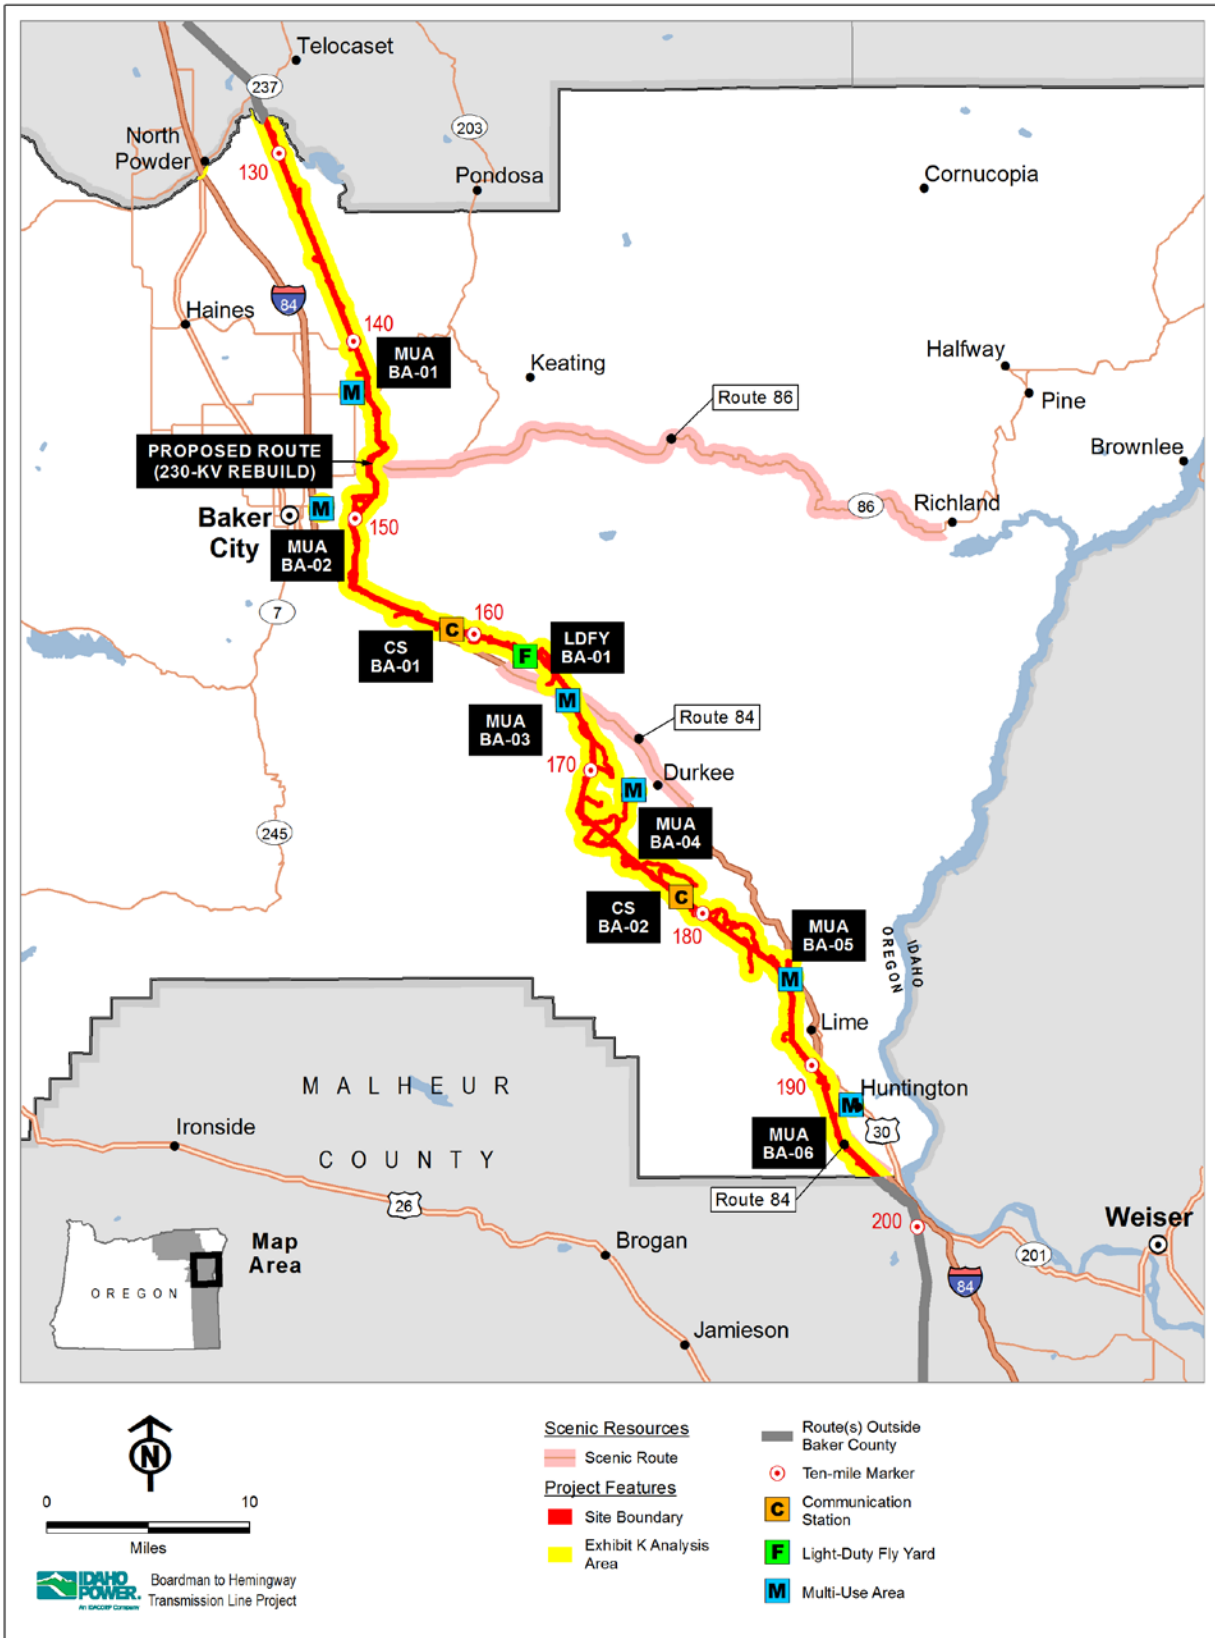 Telocaset
237
North
Powder
130
203
Pondosa
Cornucopia
84
Haines
140
MUA
BA-01
Keating
Halfway
Pine
M
Route 86
Brownlee
PROPOSED ROUTE
(230-KV REBUILD)
86
Richland
M
Baker
City
150
MUA
BA-02
7
160
C
CS
BA-01
F
LDFY
BA-01
M
MUA
BA-03
Route 84
170
Durkee
M
MUA
BA-04
245
C
CS
BA-02
180
MUA
BA-05
M
OREGON
IDAHO
Lime
190
Huntington
M
30
MUA
BA-06
Route 84
MALHEUR
COUNTY
Ironside
26
200
Weiser
201
84
Brogan
Jamieson
Map
Area
OREGON
N
0 10
Miles
IDAHO
POWER.
An IDACORP Company
Boardman to Hemingway
Transmission Line Project
Scenic Resources
Scenic Route
Project Features
Site Boundary
Exhibit K Analysis
Area
Route(s) Outside
Baker County
Ten-mile Marker
C
Communication
Station
F
Light-Duty Fly Yard
M
Multi-Use Area